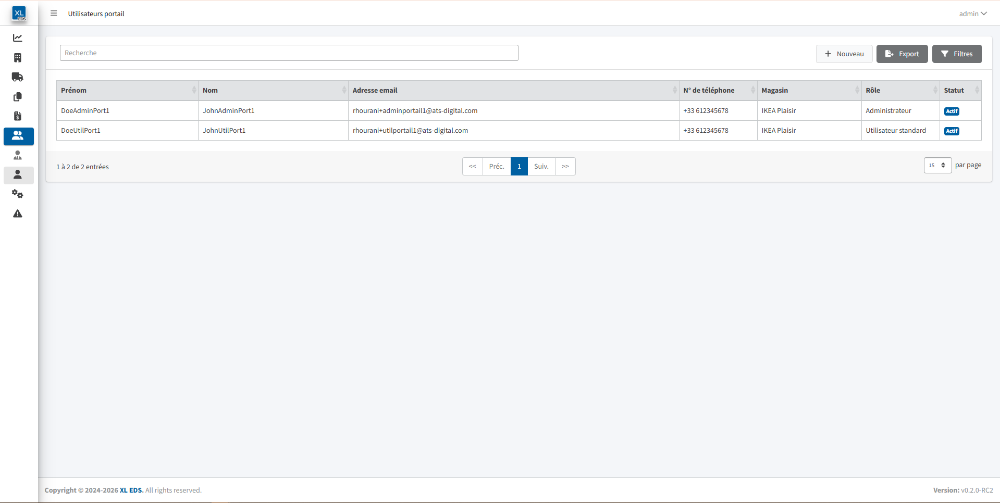 XL
EDS
Utilisateurs portail
admin
Recherche
Nouveau
Export
Filtres
Prénom Nom Adresse email N° de téléphone Magasin Rôle Statut
DoeAdminPort1 JohnAdminPort1 rhourani+adminportail1@ats-digital.com +33 612345678 IKEA Plaisir Administrateur Actif
DoeUtilPort1 JohnUtilPort1 rhourani+utilportail1@ats-digital.com +33 612345678 IKEA Plaisir Utilisateur standard Actif
1 à 2 de 2 entrées
<< Préc. 1 Suiv. >>
15 par page
Copyright © 2024-2026 XL EDS. All rights reserved.
Version: v0.2.0-RC2